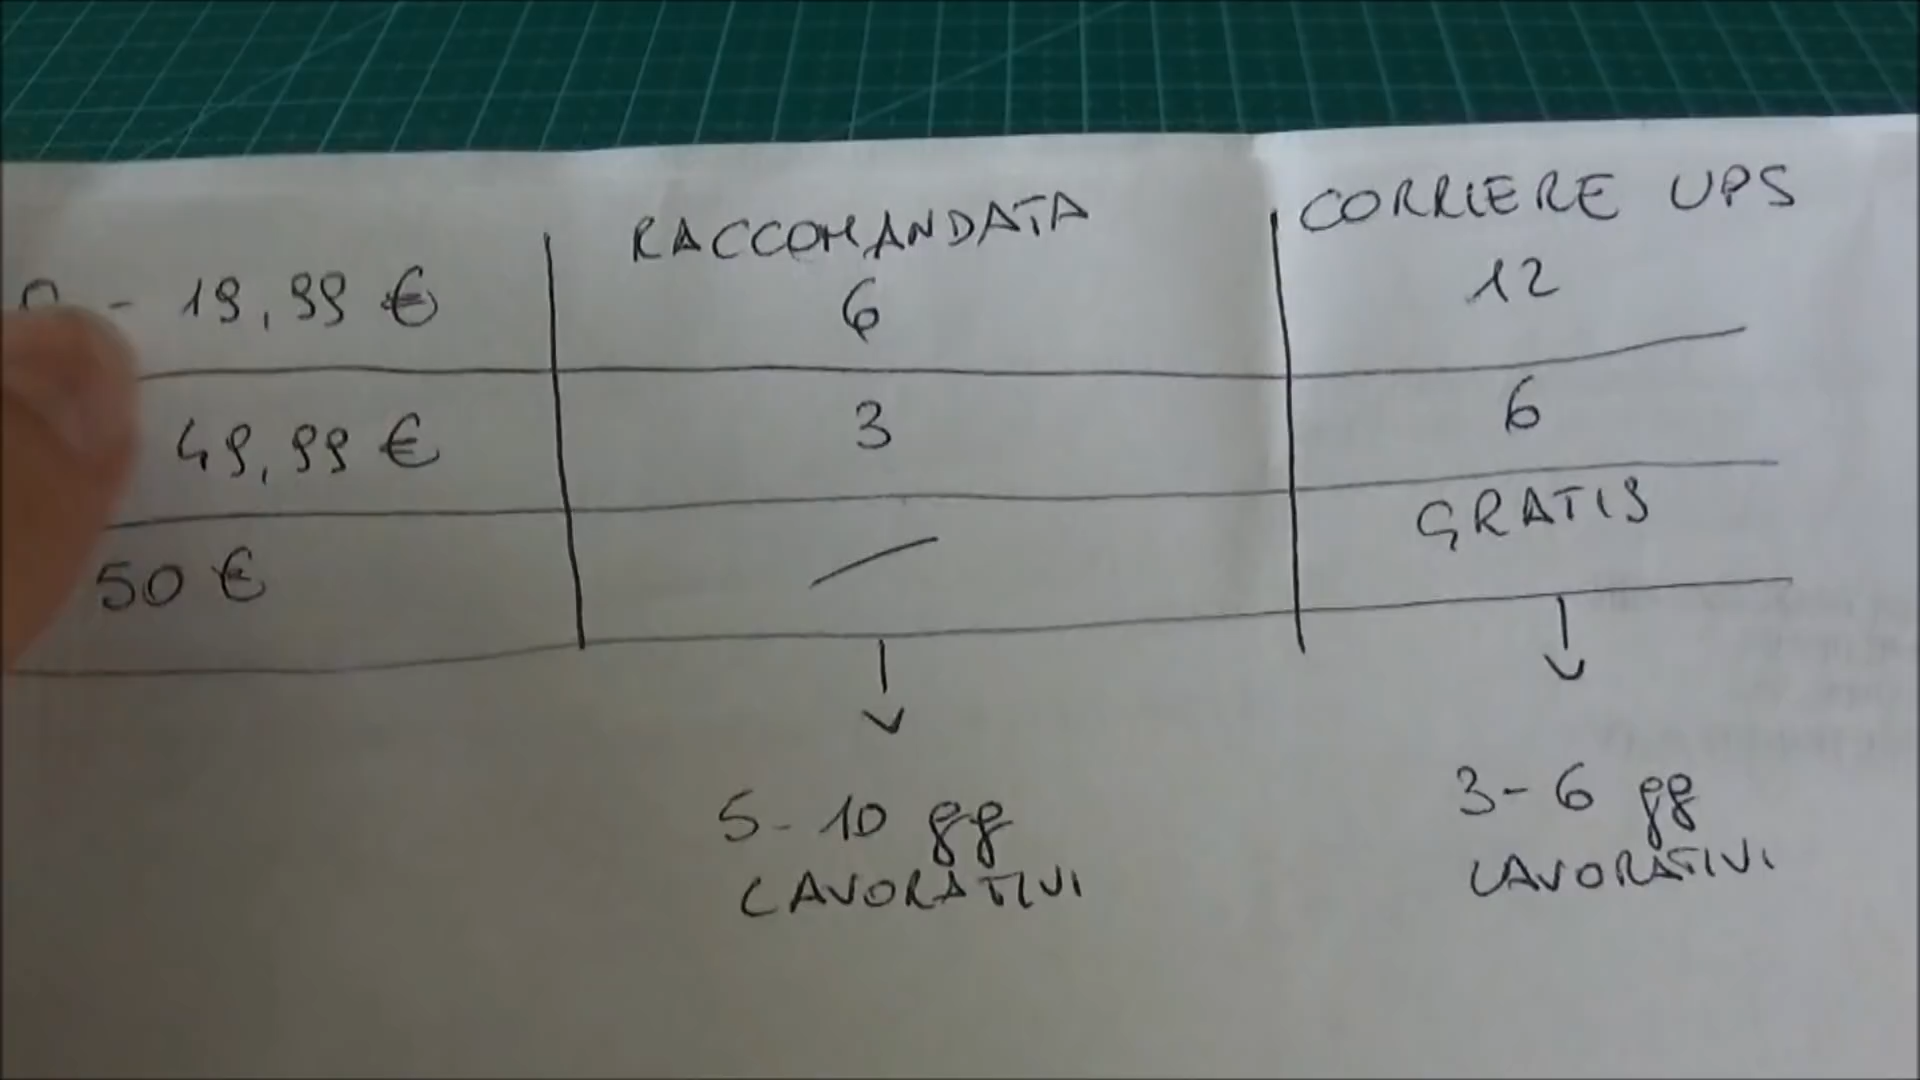 RACCOMANDATA
CORRIERE UPS
0 - 19,99 €
6
12
49,99 €
3
6
50 €
GRATIS
5-10 gg
LAVORATIVI
3-6 gg
LAVORATIVI